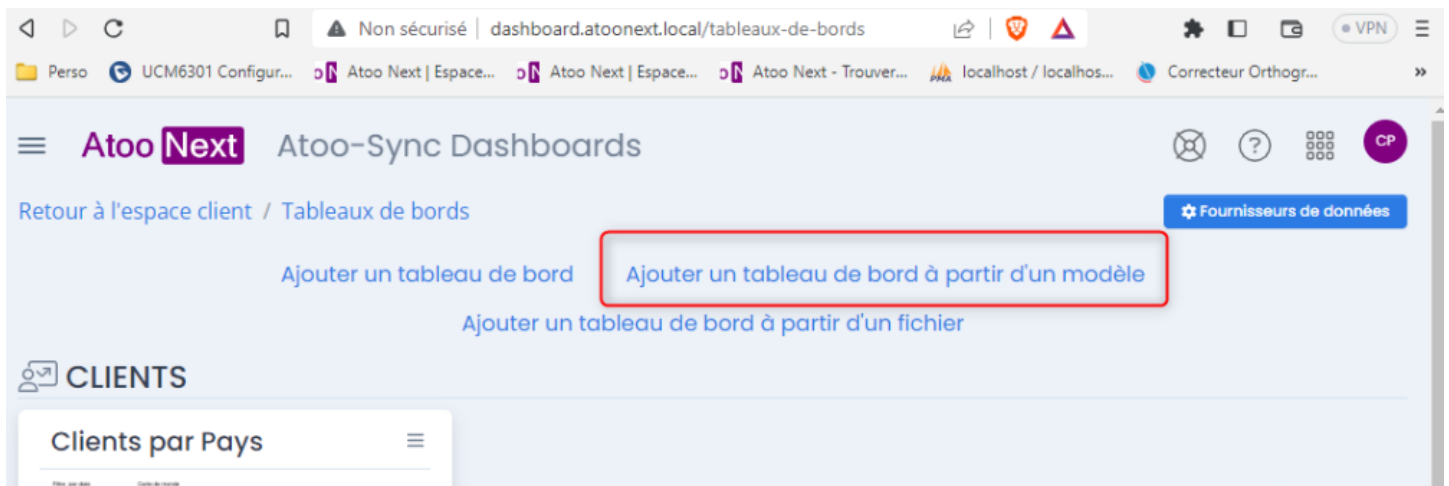 Non sécurisé | dashboard.atoonext.local/tableaux-de-bords VPN
Perso UCM6301 Configur... Atoo Next | Espace... Atoo Next | Espace... Atoo Next - Trouver... localhost / localhos... Correcteur Orthogr... »
Atoo Next Atoo-Sync Dashboards ? CP
Retour à l'espace client / Tableaux de bords Fournisseurs de données
Ajouter un tableau de bord Ajouter un tableau de bord à partir d'un modèle
Ajouter un tableau de bord à partir d'un fichier
CLIENTS
Clients par Pays